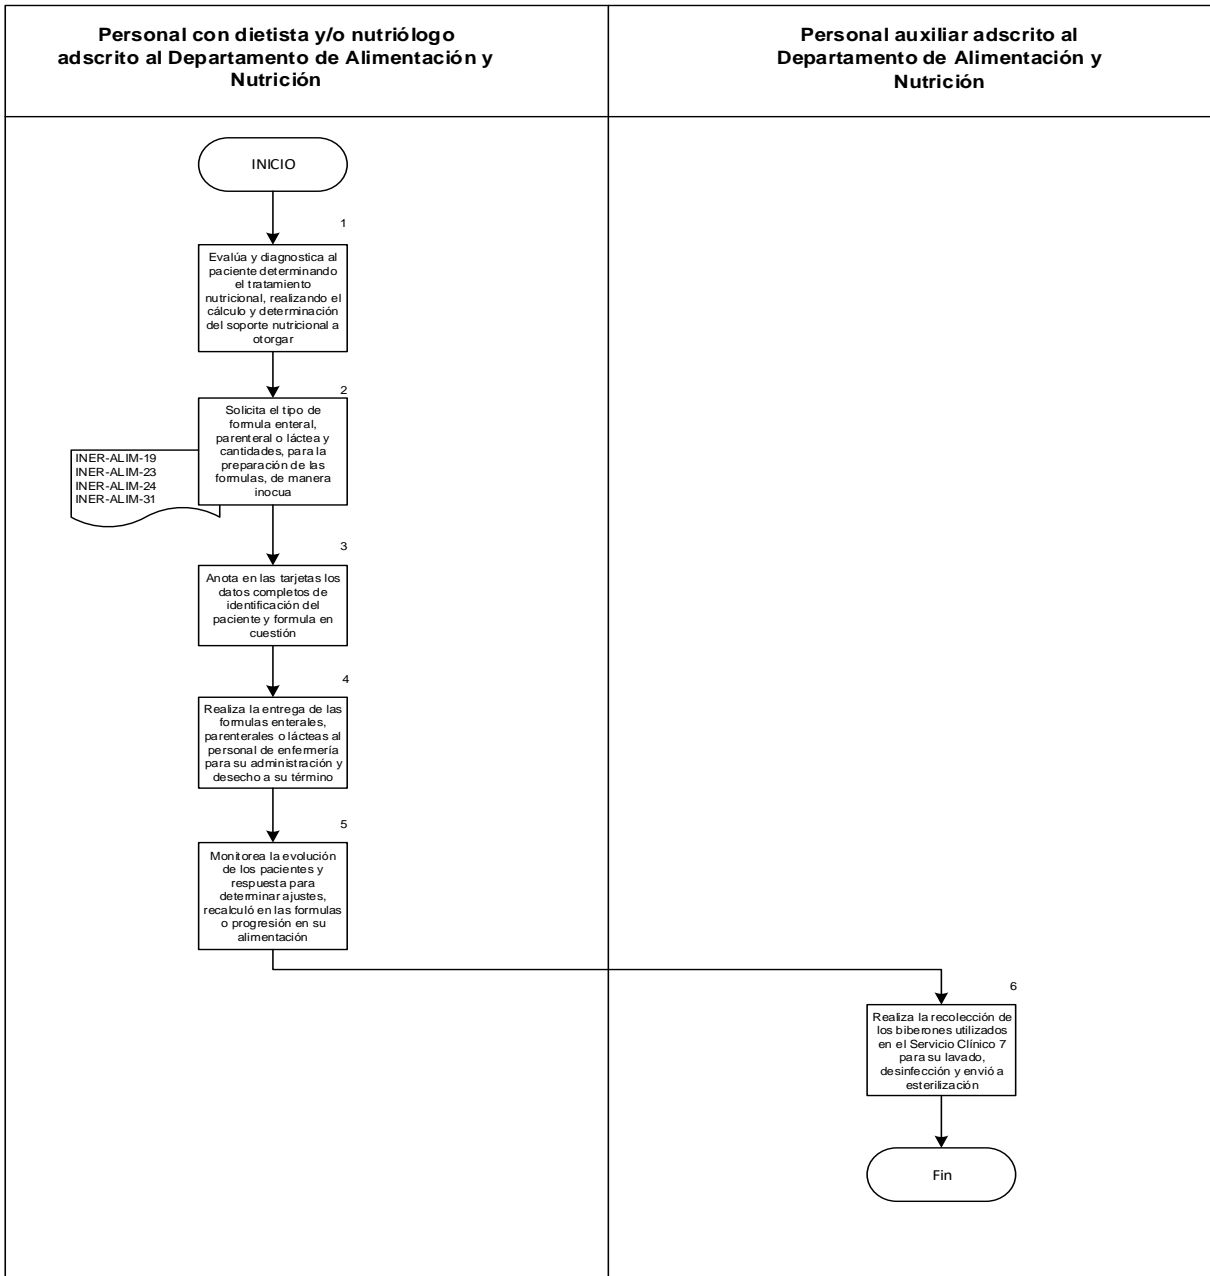 Personal con dietista y/o nutriólogo
adscrito al Departamento de Alimentación y
Nutrición
Personal auxiliar adscrito al
Departamento de Alimentación y
Nutrición
INICIO
1
Evalúa y diagnostica al
paciente determinando
el tratamiento
nutricional, realizando el
cálculo y determinación
del soporte nutricional a
otorgar
2
Solicita el tipo de
formula enteral,
parenteral o láctea y
cantidades, para la
preparación de las
formulas, de manera
inocua
INER-ALIM-19
INER-ALIM-23
INER-ALIM-24
INER-ALIM-31
3
Anota en las tarjetas los
datos completos de
identificación del
paciente y formula en
cuestión
4
Realiza la entrega de las
formulas enterales,
parenterales o lácteas al
personal de enfermería
para su administración y
desecho a su término
5
Monitorea la evolución
de los pacientes y
respuesta para
determinar ajustes,
recalculó en las formulas
o progresión en su
alimentación
6
Realiza la recolección de
los biberones utilizados
en el Servicio Clínico 7
para su lavado,
desinfección y envió a
esterilización
Fin